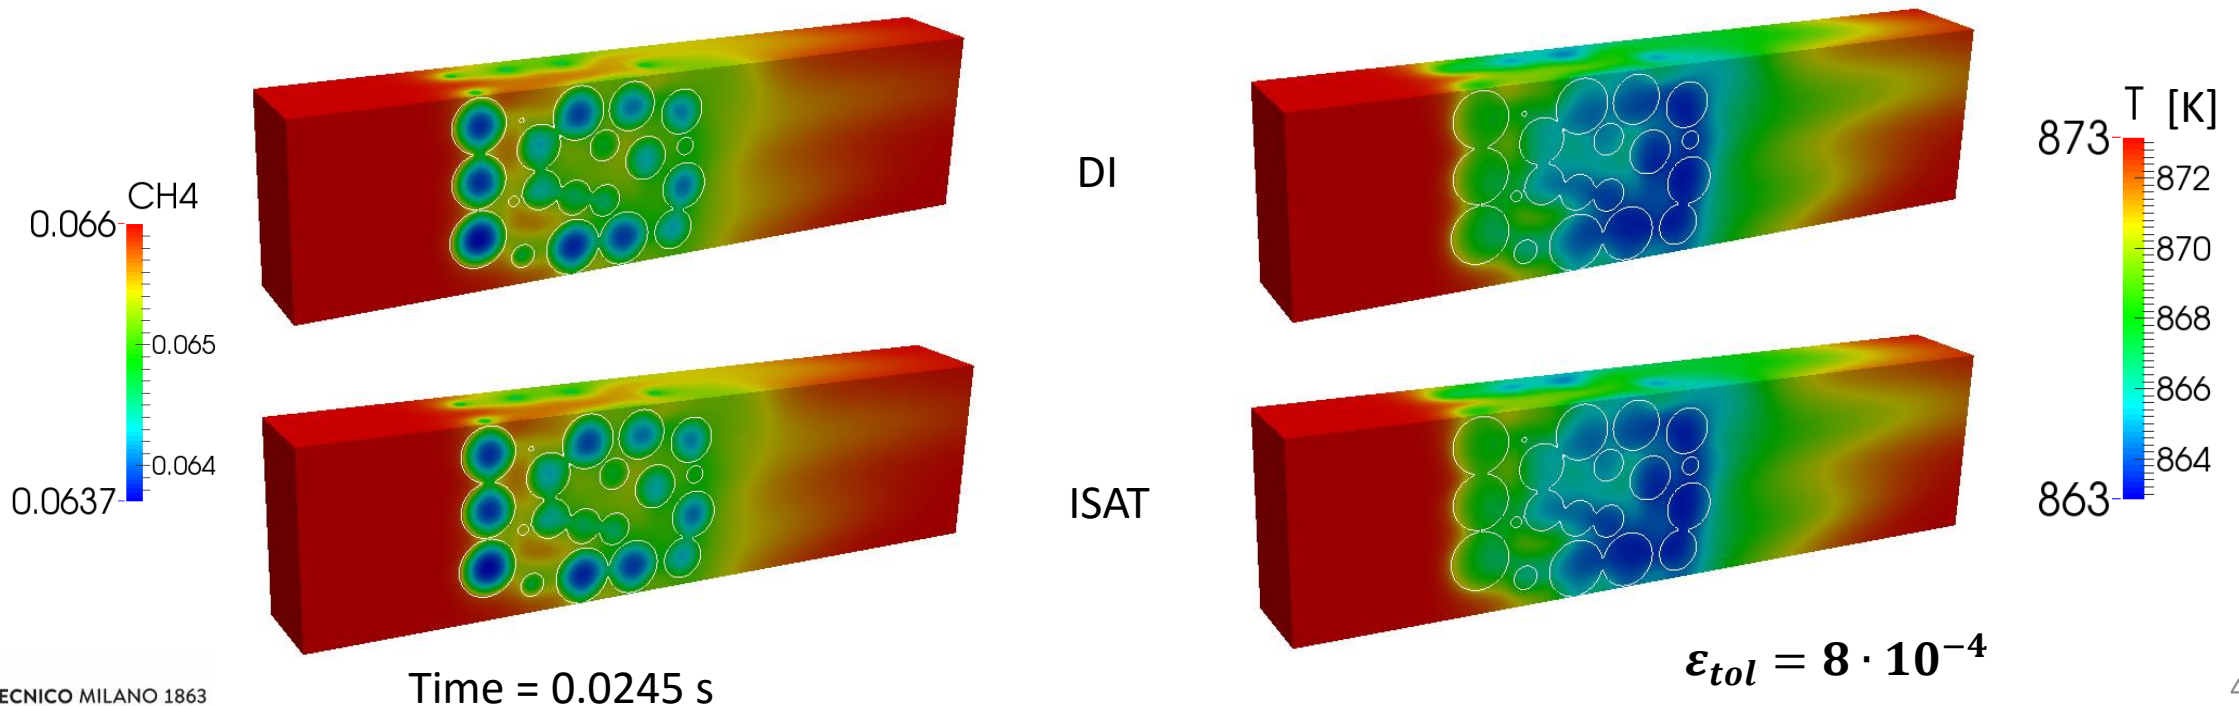 CH4
0.066
0.065
0.064
0.0637
DI
ISAT
T [K]
873
872
870
868
866
864
863
Time = 0.0245 s
ε_tol = 8 · 10⁻⁴
ECNICO MILANO 1863